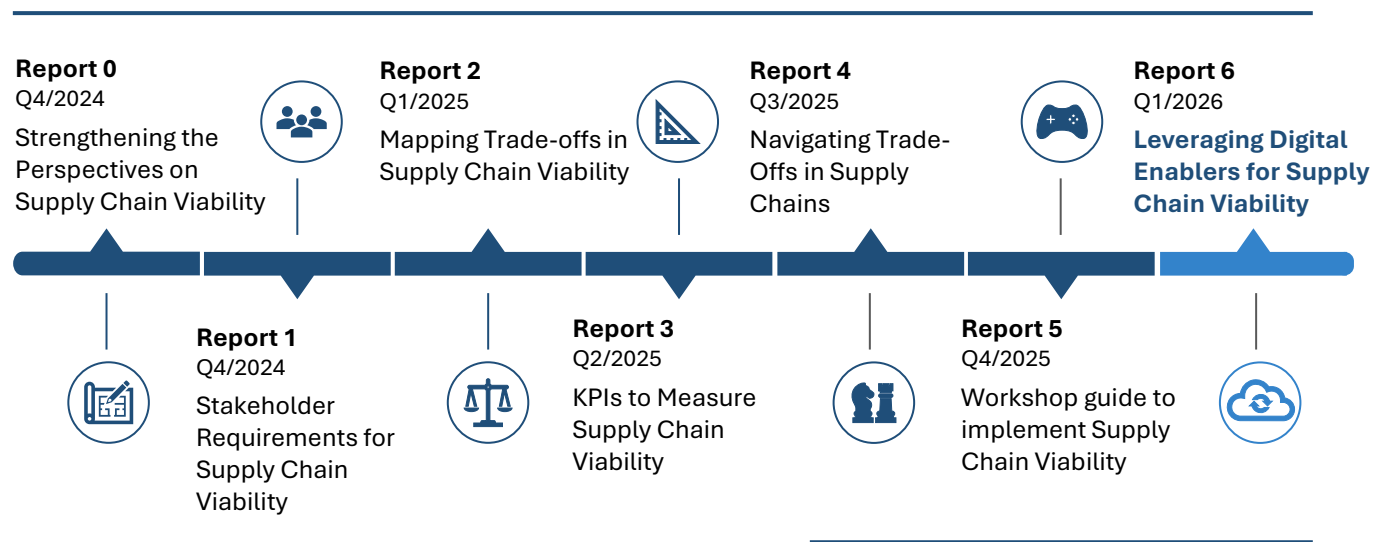 Report 0
Q4/2024
Strengthening the
Perspectives on
Supply Chain Viability
Report 1
Q4/2024
Stakeholder
Requirements for
Supply Chain
Viability
Report 2
Q1/2025
Mapping Trade-offs in
Supply Chain Viability
Report 3
Q2/2025
KPIs to Measure
Supply Chain
Viability
Report 4
Q3/2025
Navigating Trade-
Offs in Supply
Chains
Report 5
Q4/2025
Workshop guide to
implement Supply
Chain Viability
Report 6
Q1/2026
Leveraging Digital
Enablers for Supply
Chain Viability